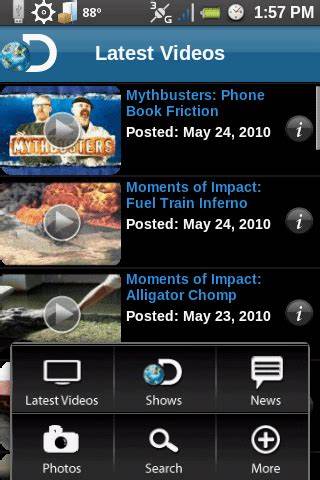 88°
3G
1:57 PM
D
Latest Videos
Mythbusters: Phone
Book Friction
Posted: May 24, 2010
MYTHBUSTERS
i
Moments of Impact:
Fuel Train Inferno
Posted: May 24, 2010
i
Moments of Impact:
Alligator Chomp
Posted: May 23, 2010
i
Latest Videos
Shows
News
Photos
Search
More